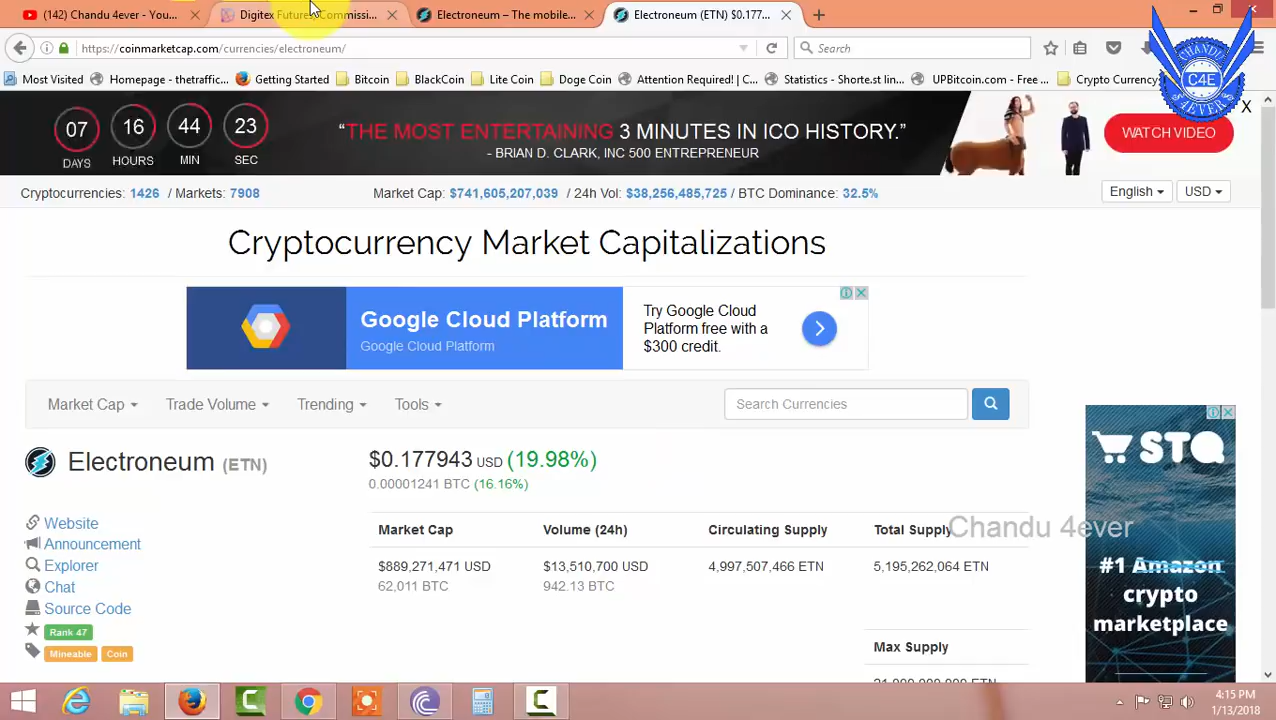 (142) Chandu 4ever - You...
Digitex Futures Commissi...
Electroneum – The mobile...
Electroneum (ETN) $0.177...
https://coinmarketcap.com/currencies/electroneum/
Search
Most Visited
Homepage - thetraffic...
Getting Started
Bitcoin
BlackCoin
Lite Coin
Doge Coin
Attention Required! | C...
Statistics - Shorte.st lin...
UPBitcoin.com - Free ...
Crypto Currency
CHANDU
C4E
4EVERS
X
07
DAYS
16
HOURS
44
MIN
23
SEC
“THE MOST ENTERTAINING 3 MINUTES IN ICO HISTORY.”
- BRIAN D. CLARK, INC 500 ENTREPRENEUR
WATCH VIDEO
Cryptocurrencies: 1426 / Markets: 7908
Market Cap: $741,605,207,039 / 24h Vol: $38,256,485,725 / BTC Dominance: 32.5%
English
USD
Cryptocurrency Market Capitalizations
Google Cloud Platform
Google Cloud Platform
Try Google Cloud
Platform free with a
$300 credit.
Market Cap
Trade Volume
Trending
Tools
Search Currencies
Electroneum (ETN)
$0.177943 USD (19.98%)
0.00001241 BTC (16.16%)
Website
Announcement
Explorer
Chat
Source Code
Rank 47
Mineable
Coin
Market Cap
$889,271,471 USD
62,011 BTC
Volume (24h)
$13,510,700 USD
942.13 BTC
Circulating Supply
4,997,507,466 ETN
Total Supply
5,195,262,064 ETN
Max Supply
21,000,000,000 ETN
Chandu 4ever
STQ
#1 Amazon
crypto
marketplace
4:15 PM
1/13/2018